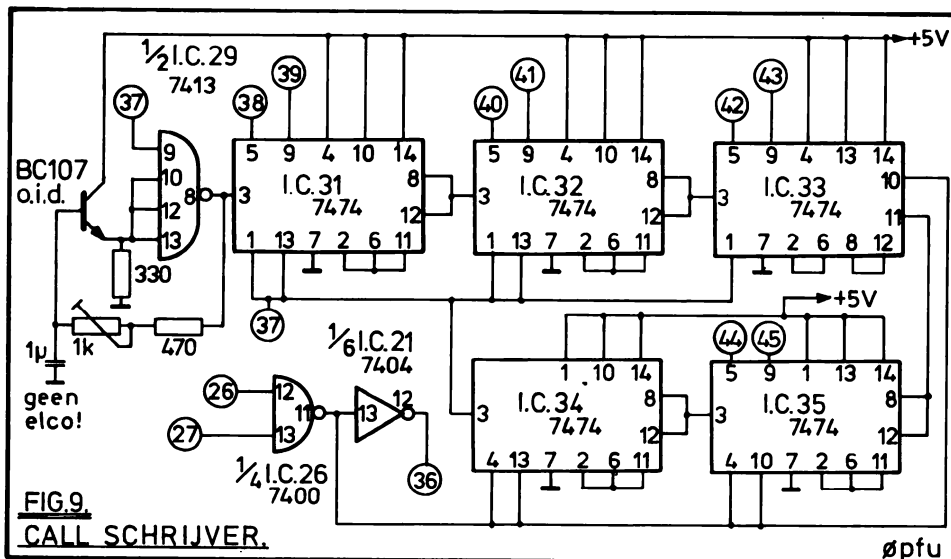 +5V
½ I.C.29
7413
37
38
39
40
41
42
43
BC107
o.i.d.
9
10
12
13
8
5 9 4 10 14
3
I.C.31
7474
8
12
1 13 7 2 6 11
5 9 4 10 14
3
I.C.32
7474
8
12
1 13 7 2 6 11
5 9 4 13 14
10
3
I.C.33
7474
11
1 7 2 6 8 12
330
37
+5V
1µ
1k
470
geen
elco!
⅙ I.C.21
7404
26
27
12
13
11
13
12
36
¼ I.C.26
7400
1 10 14
3
I.C.34
7474
8
12
4 13 7 2 6 11
44
45
5 9 1 13 14
3
I.C.35
7474
8
12
4 10 7 2 6 11
FIG.9.
CALL SCHRIJVER.
øpfu